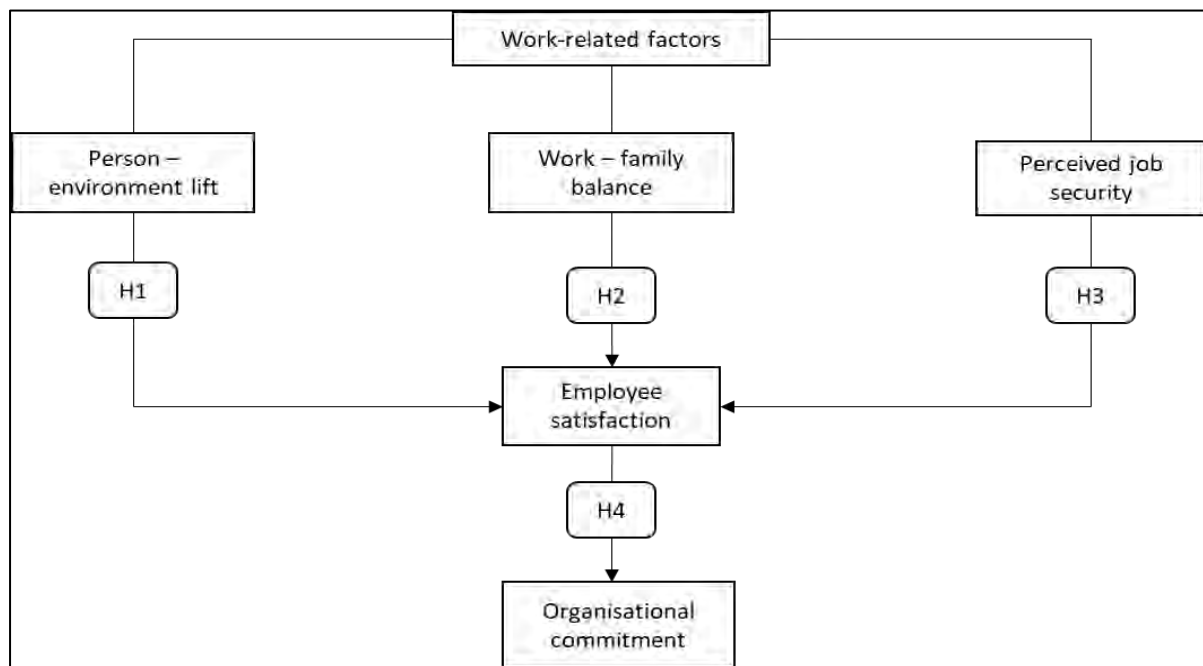 Work-related factors
Person –
environment lift
Work – family
balance
Perceived job
security
H1
H2
H3
Employee
satisfaction
H4
Organisational
commitment